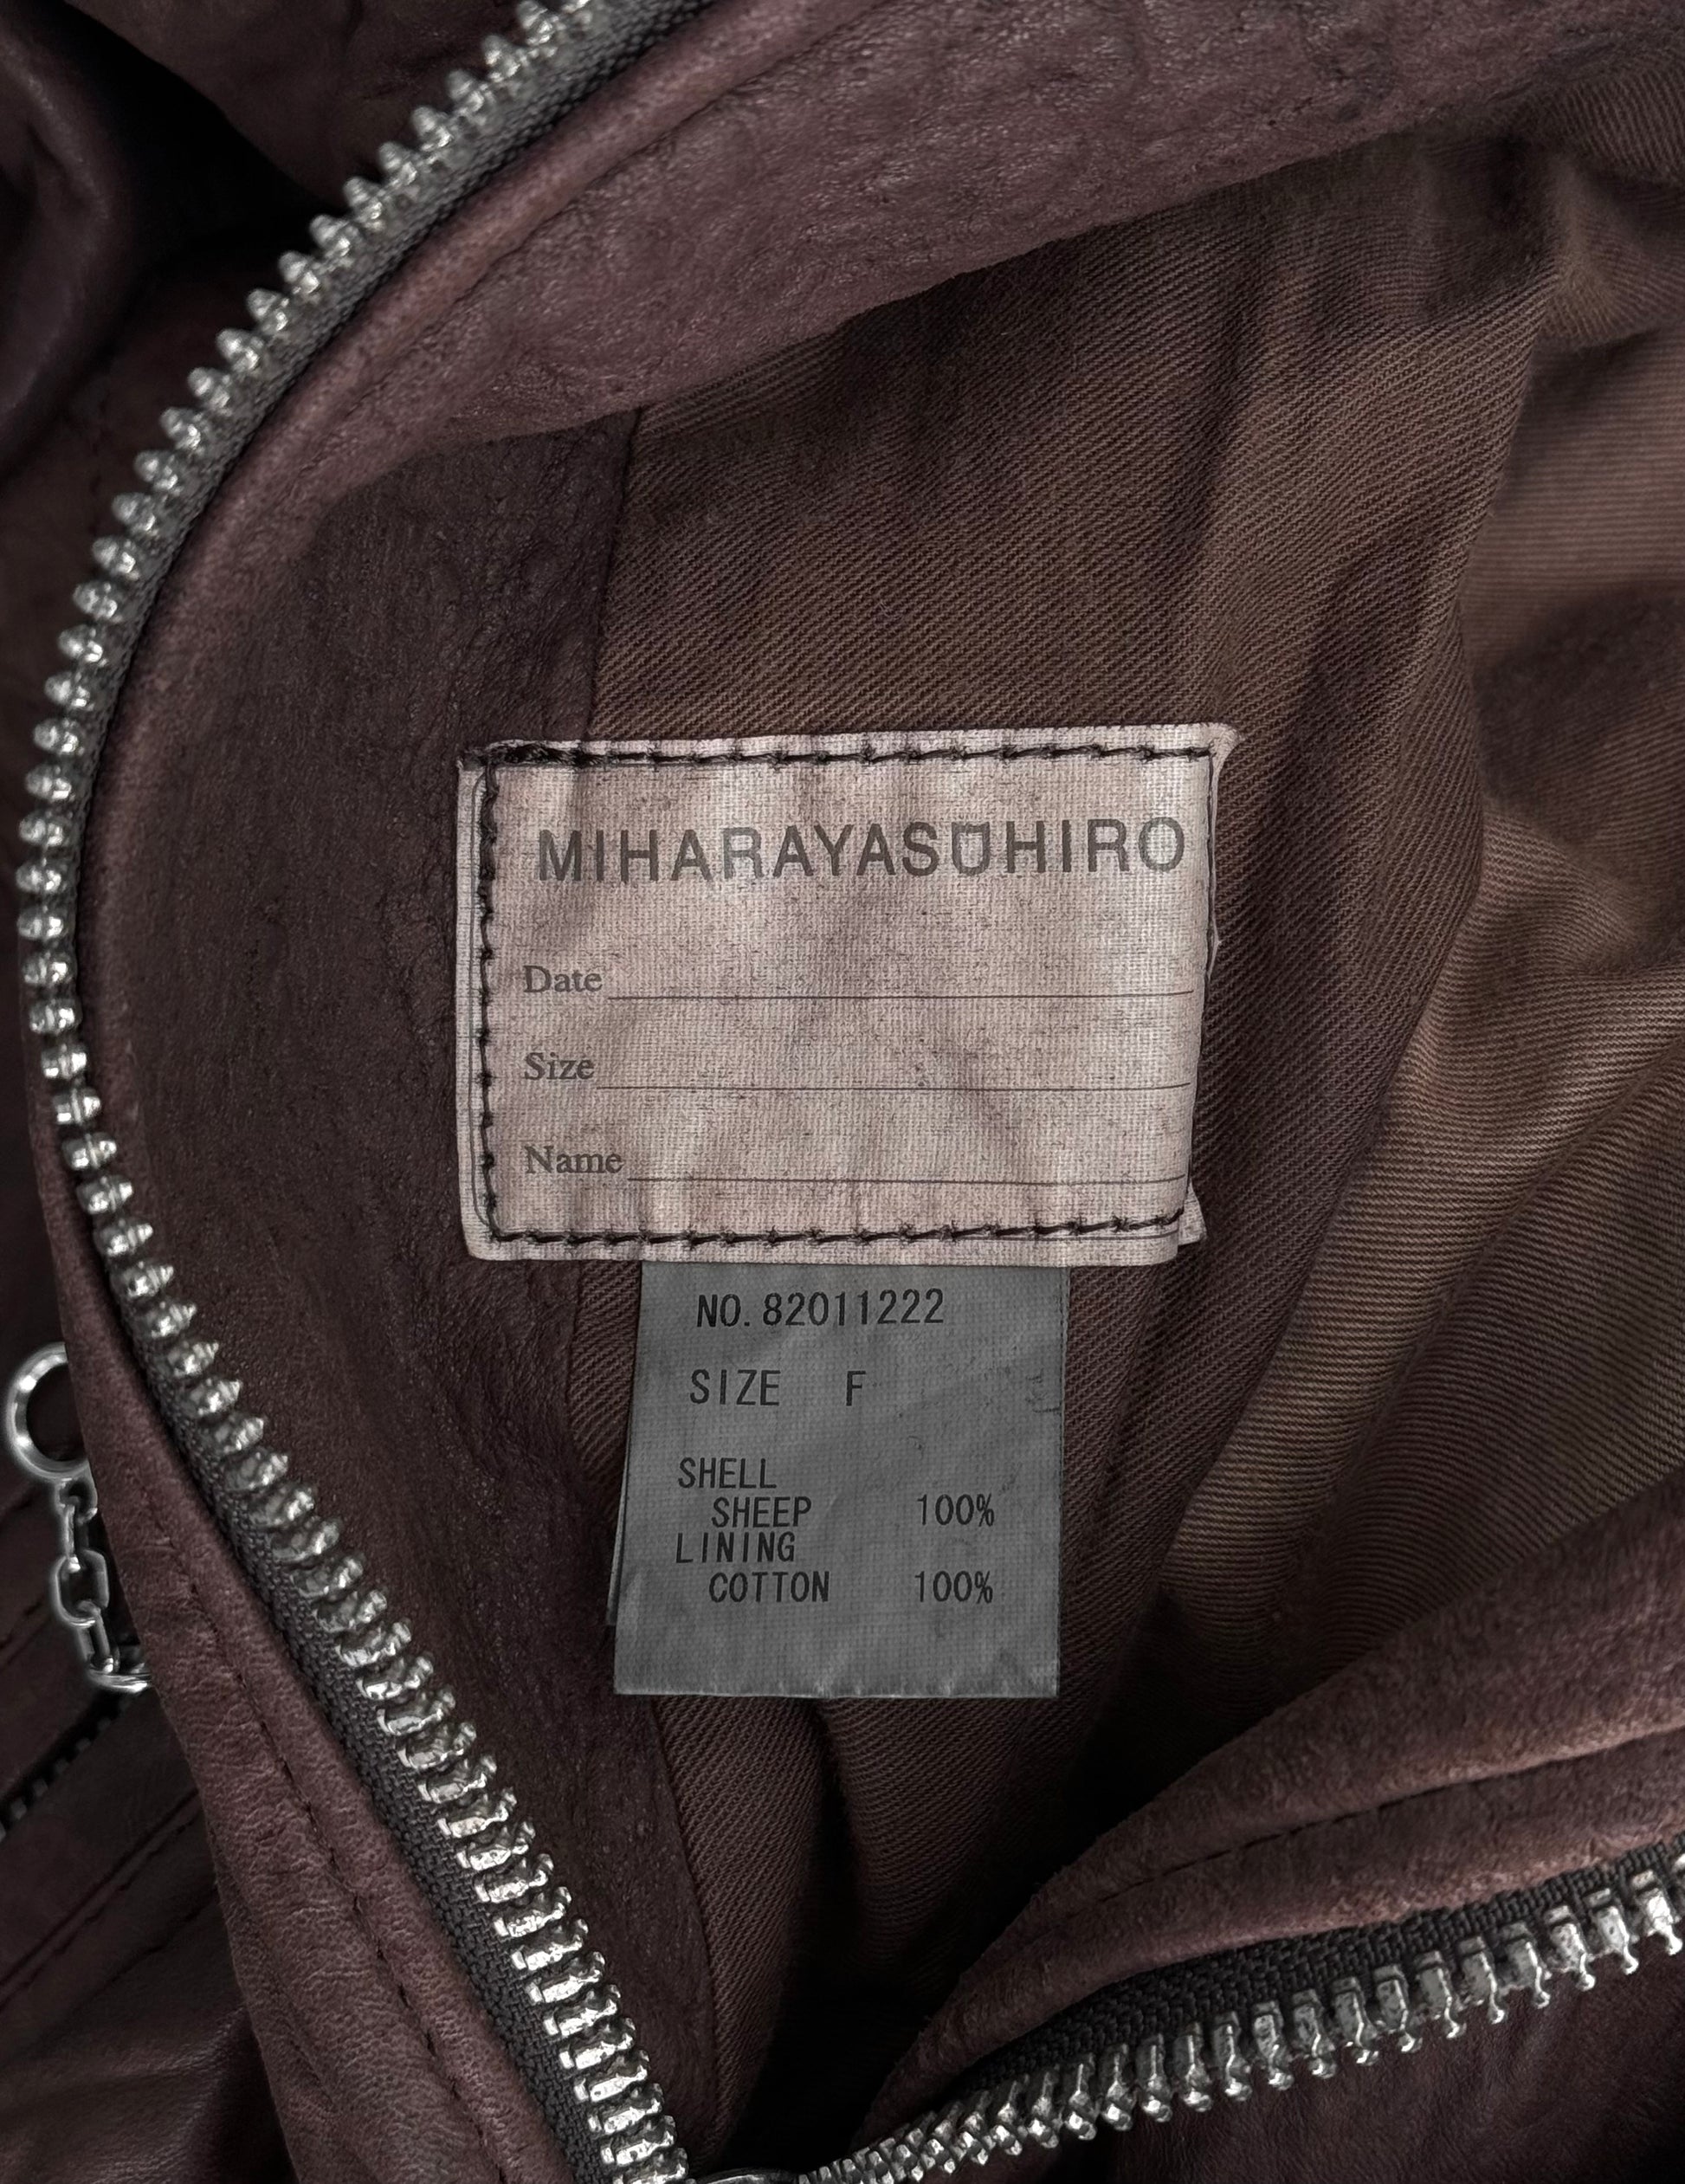 MIHARAYASUHIRO
Date
Size
Name
NO. 82011222
SIZE F
SHELL
SHEEP 100%
LINING
COTTON 100%